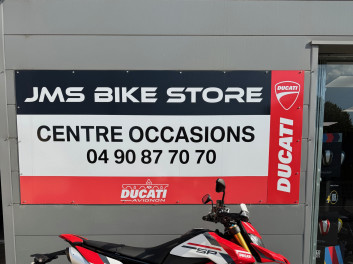 JMS BIKE STORE
DUCATI
CENTRE OCCASIONS
04 90 87 70 70
DUCATI
DUCATI
AVIGNON
SP